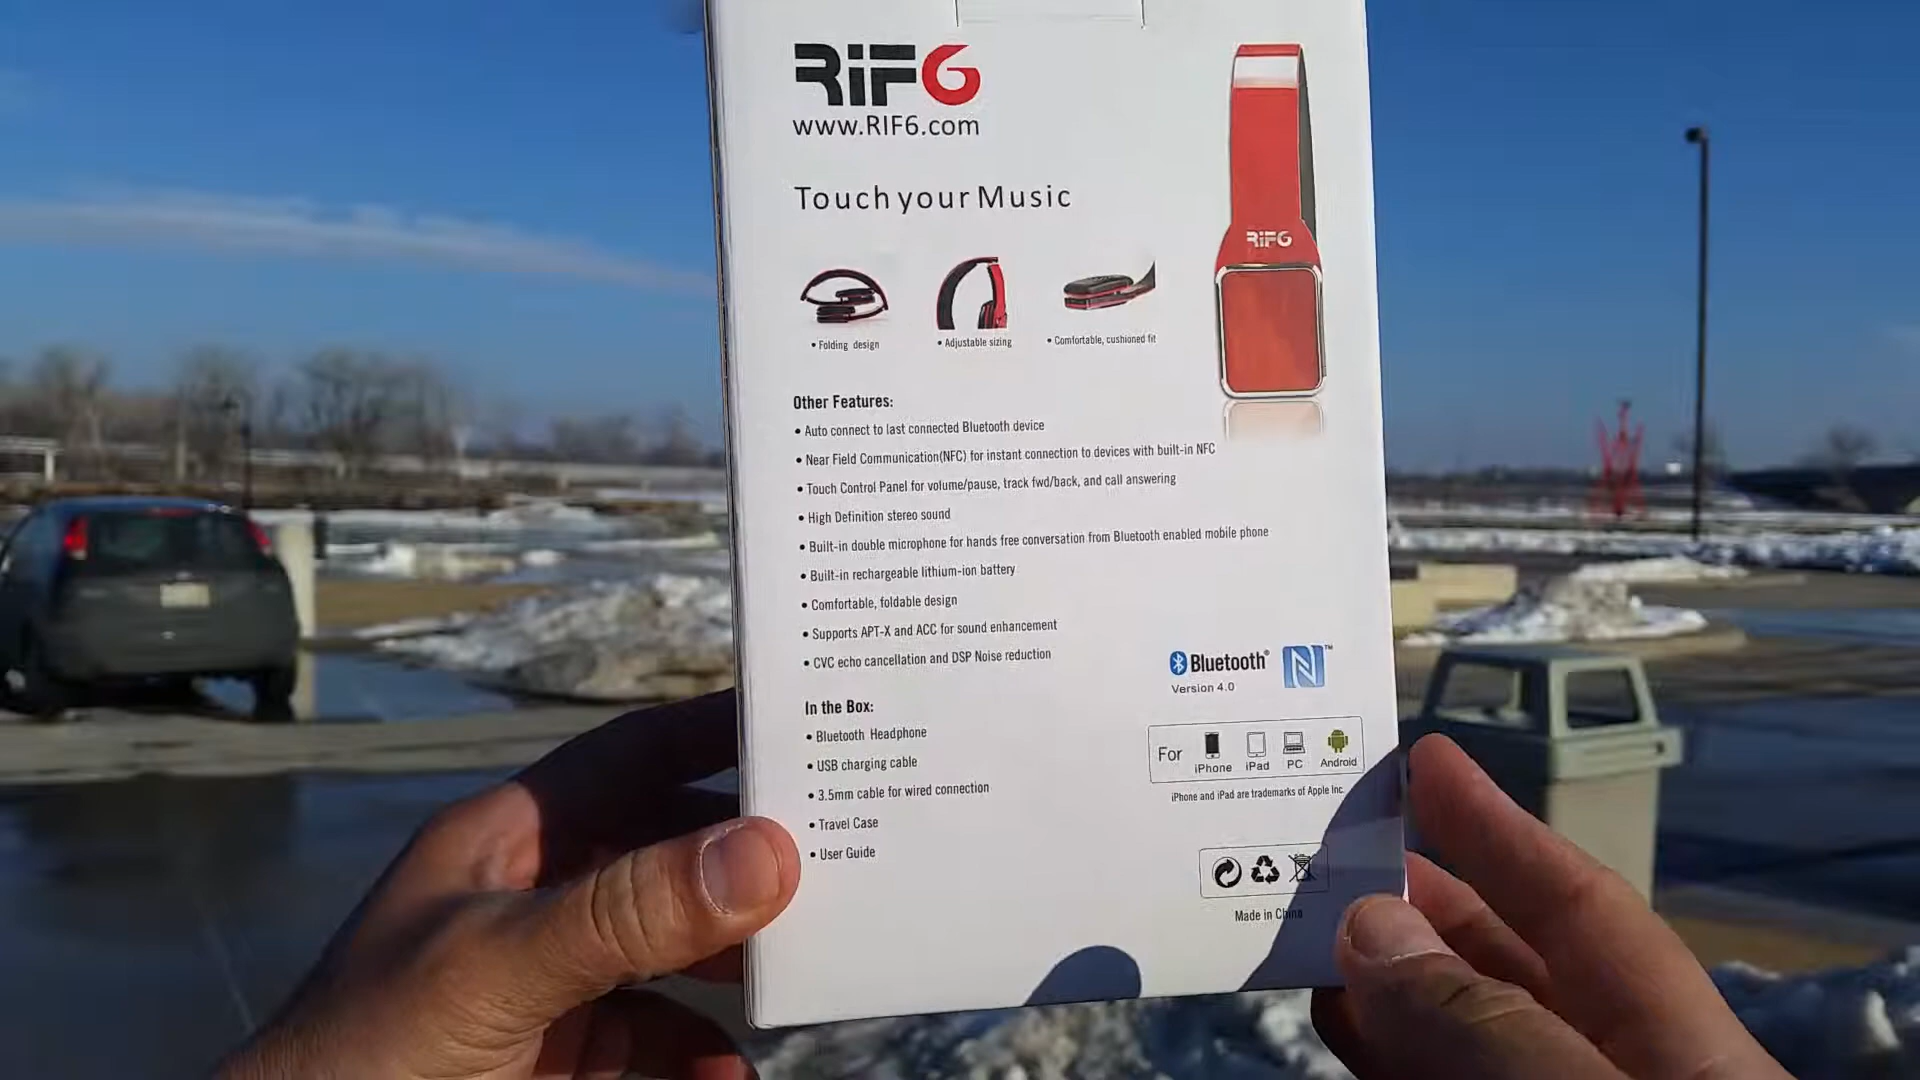 RiF6
www.RIF6.com
Touch your Music
RiF6
• Folding design
• Adjustable sizing
• Comfortable, cushioned fit
Other Features:
• Auto connect to last connected Bluetooth device
• Near Field Communication(NFC) for instant connection to devices with built-in NFC
• Touch Control Panel for volume/pause, track fwd/back, and call answering
• High Definition stereo sound
• Built-in double microphone for hands free conversation from Bluetooth enabled mobile phone
• Built-in rechargeable lithium-ion battery
• Comfortable, foldable design
• Supports APT-X and ACC for sound enhancement
• CVC echo cancellation and DSP Noise reduction
In the Box:
• Bluetooth Headphone
• USB charging cable
• 3.5mm cable for wired connection
• Travel Case
• User Guide
Bluetooth®
TM
Version 4.0
For iPhone iPad PC Android
iPhone and iPad are trademarks of Apple Inc.
Made in China